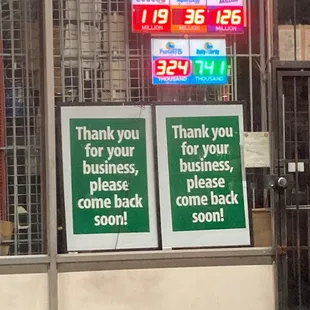 119 36 126
MILLION MILLION MILLION
324 741
THOUSAND THOUSAND
Thank you
for your
business,
please
come back
soon!
Thank you
for your
business,
please
come back
soon!